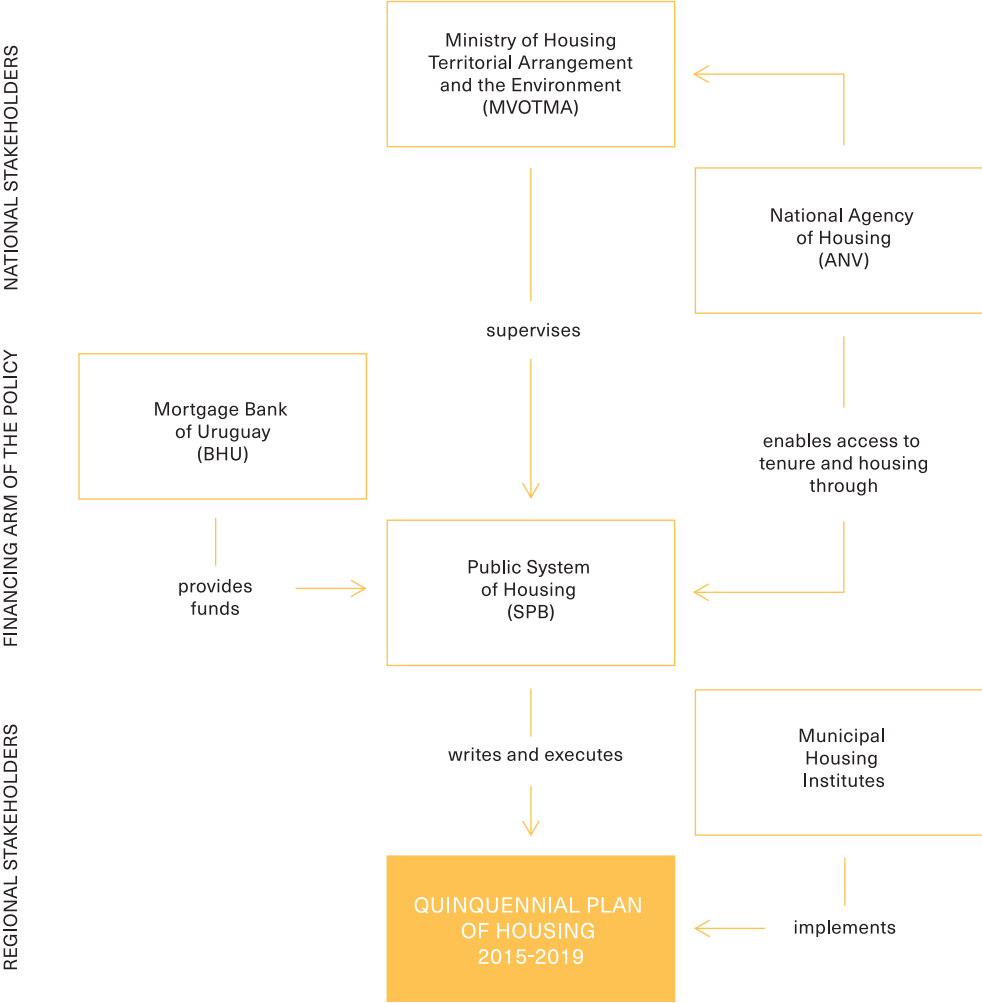 NATIONAL STAKEHOLDERS
Ministry of Housing
Territorial Arrangement
and the Environment
(MVOTMA)
National Agency
of Housing
(ANV)
supervises
FINANCING ARM OF THE POLICY
Mortgage Bank
of Uruguay
(BHU)
enables access to
tenure and housing
through
provides
funds
Public System
of Housing
(SPB)
REGIONAL STAKEHOLDERS
writes and executes
Municipal
Housing
Institutes
QUINQUENNIAL PLAN
OF HOUSING
2015-2019
implements